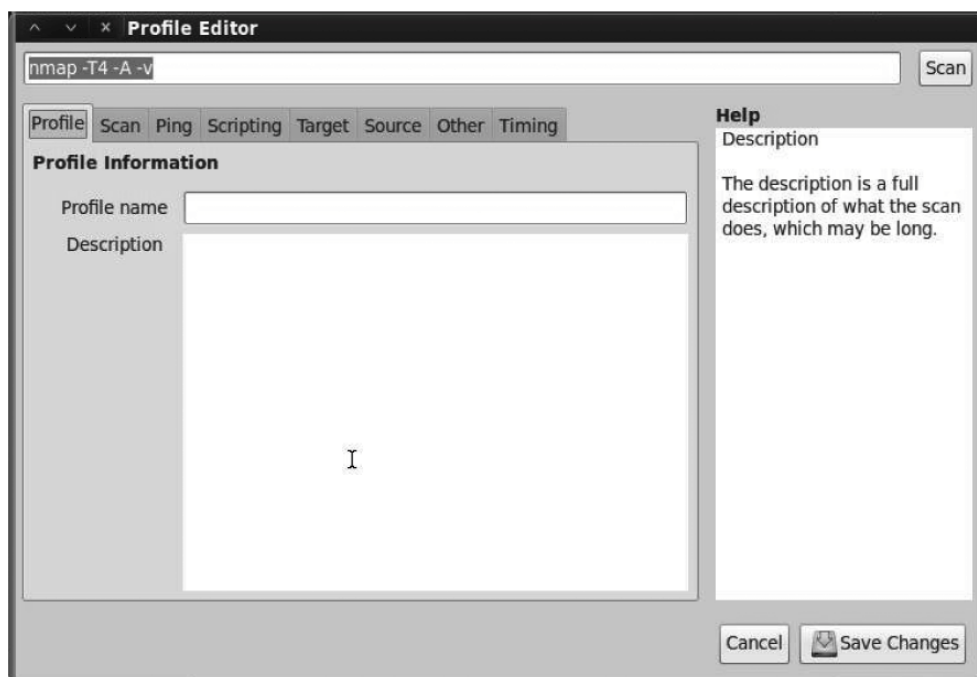 Profile Editor
nmap -T4 -A -v
Scan
Profile Scan Ping Scripting Target Source Other Timing
Profile Information
Profile name
Description
Help
Description
The description is a full
description of what the scan
does, which may be long.
Cancel
Save Changes